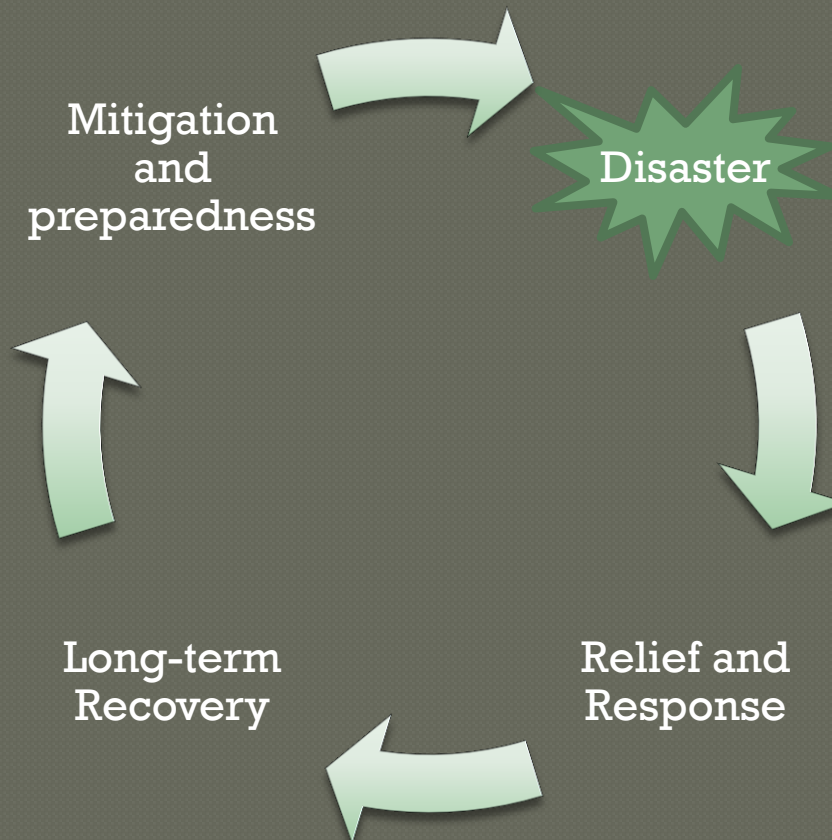 Mitigation
and
preparedness
Disaster
Relief and
Response
Long-term
Recovery